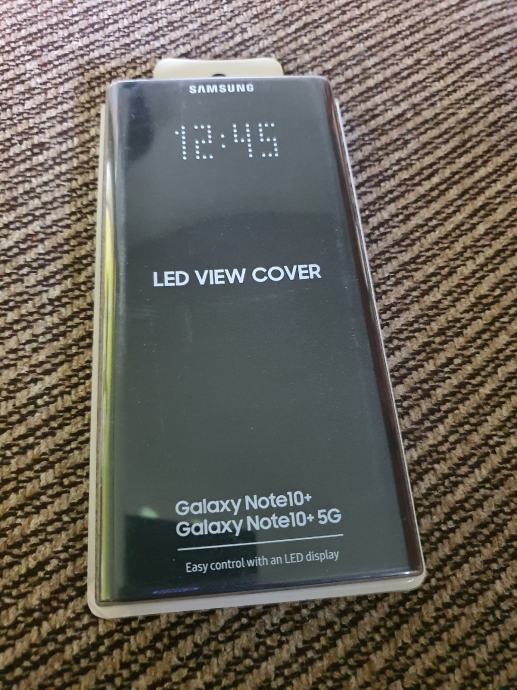 SAMSUNG
12:45
LED VIEW COVER
Galaxy Note10+
Galaxy Note10+ 5G
Easy control with an LED display